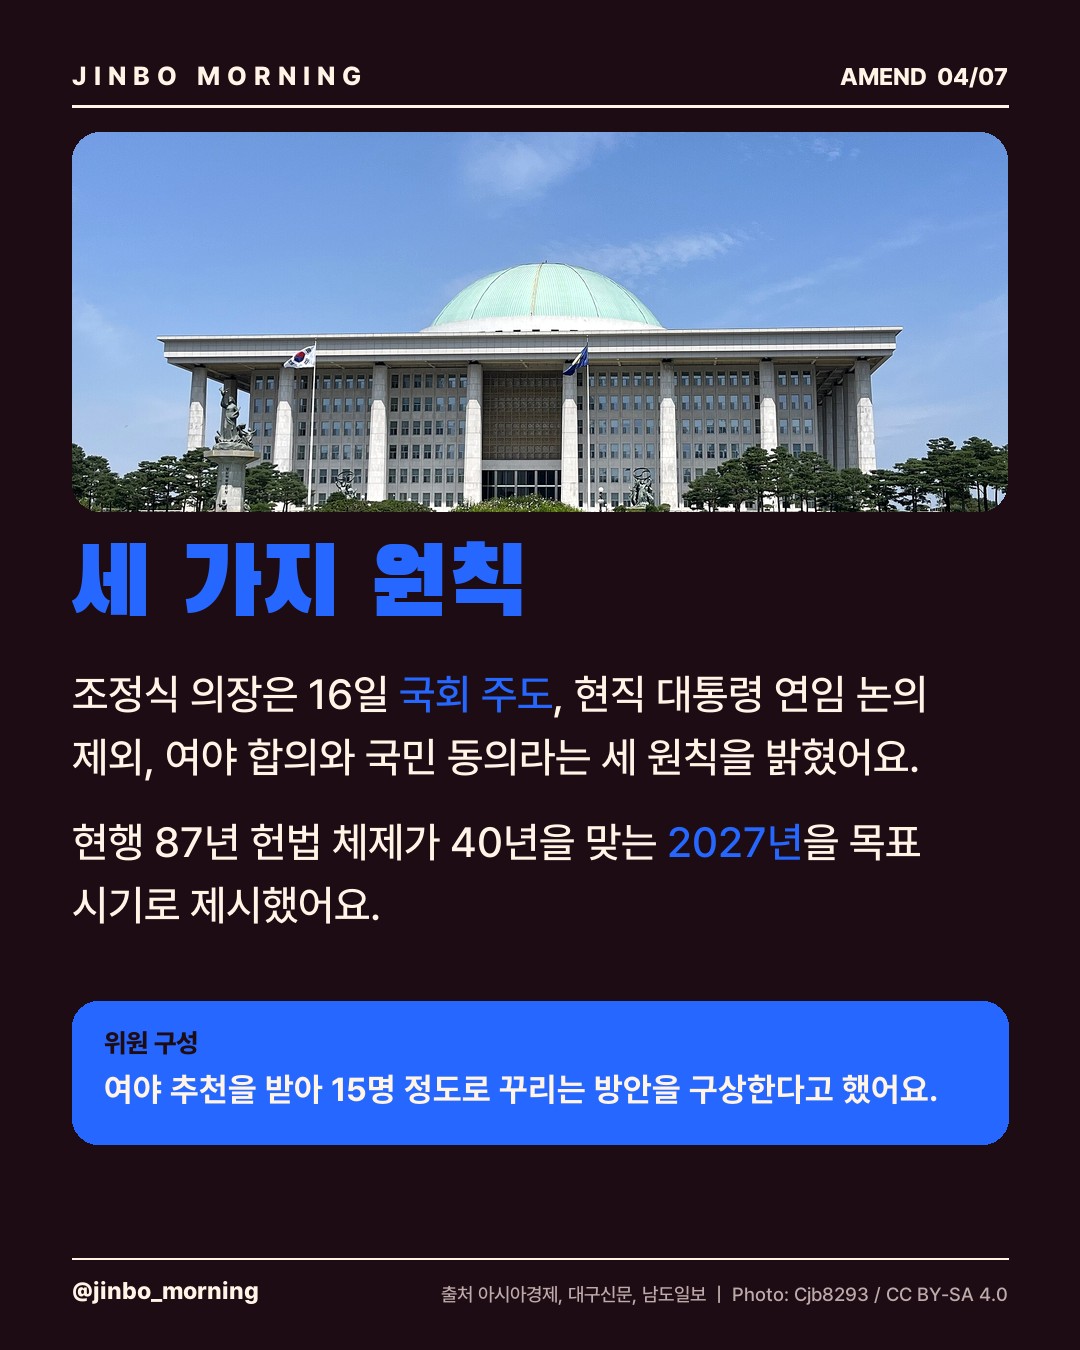 JINBO MORNING
AMEND 04/07
세 가지 원칙
조정식 의장은 16일 국회 주도, 현직 대통령 연임 논의
제외, 여야 합의와 국민 동의라는 세 원칙을 밝혔어요.
현행 87년 헌법 체제가 40년을 맞는 2027년을 목표
시기로 제시했어요.
위원 구성
여야 추천을 받아 15명 정도로 꾸리는 방안을 구상한다고 했어요.
@jinbo_morning
출처 아시아경제, 대구신문, 남도일보 | Photo: Cjb8293 / CC BY-SA 4.0